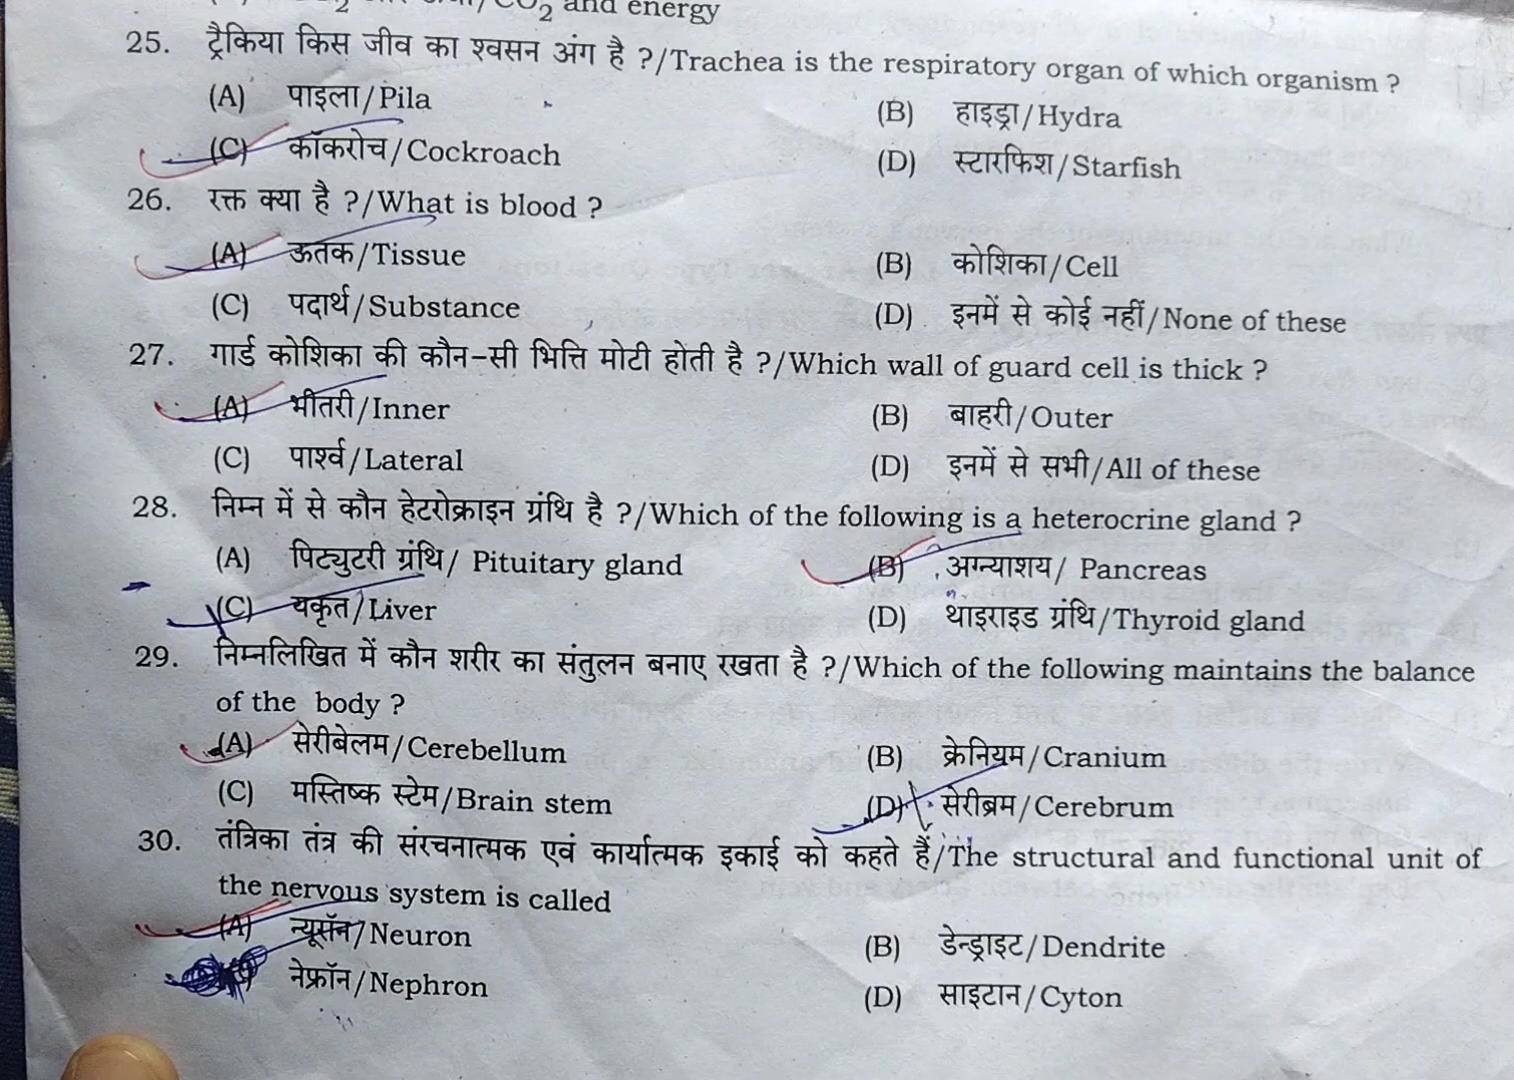 CO2 and energy
25. ट्रैकिया किस जीव का श्वसन अंग है ?/Trachea is the respiratory organ of which organism ?
(A) पाइला/Pila (B) हाइड्रा/Hydra
(C) कॉकरोच/Cockroach (D) स्टारफिश/Starfish
26. रक्त क्या है ?/What is blood ?
(A) ऊतक/Tissue (B) कोशिका/Cell
(C) पदार्थ/Substance (D) इनमें से कोई नहीं/None of these
27. गार्ड कोशिका की कौन-सी भित्ति मोटी होती है ?/Which wall of guard cell is thick ?
(A) भीतरी/Inner (B) बाहरी/Outer
(C) पार्श्व/Lateral (D) इनमें से सभी/All of these
28. निम्न में से कौन हेटरोक्राइन ग्रंथि है ?/Which of the following is a heterocrine gland ?
(A) पिट्युटरी ग्रंथि/ Pituitary gland (B) अग्न्याशय/ Pancreas
(C) यकृत/Liver (D) थाइराइड ग्रंथि/Thyroid gland
29. निम्नलिखित में कौन शरीर का संतुलन बनाए रखता है ?/Which of the following maintains the balance
of the body ?
(A) सेरीबेलम/Cerebellum (B) क्रेनियम/Cranium
(C) मस्तिष्क स्टेम/Brain stem (D) सेरीब्रम/Cerebrum
30. तंत्रिका तंत्र की संरचनात्मक एवं कार्यात्मक इकाई को कहते हैं/The structural and functional unit of
the nervous system is called
(A) न्यूरॉन/Neuron (B) डेन्ड्राइट/Dendrite
नेफ्रॉन/Nephron (D) साइटान/Cyton